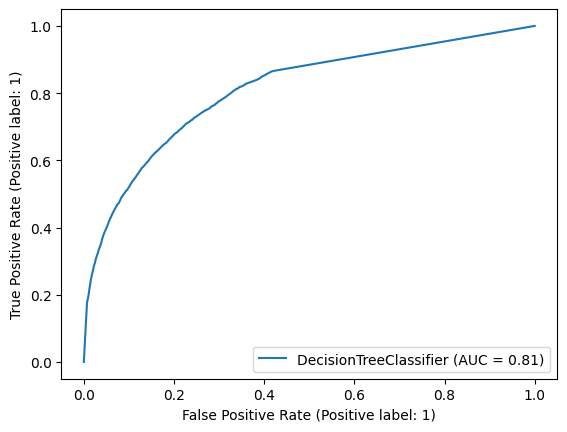 1.0
0.8
0.6
0.4
0.2
0.0
True Positive Rate (Positive label: 1)
DecisionTreeClassifier (AUC = 0.81)
0.0 0.2 0.4 0.6 0.8 1.0
False Positive Rate (Positive label: 1)